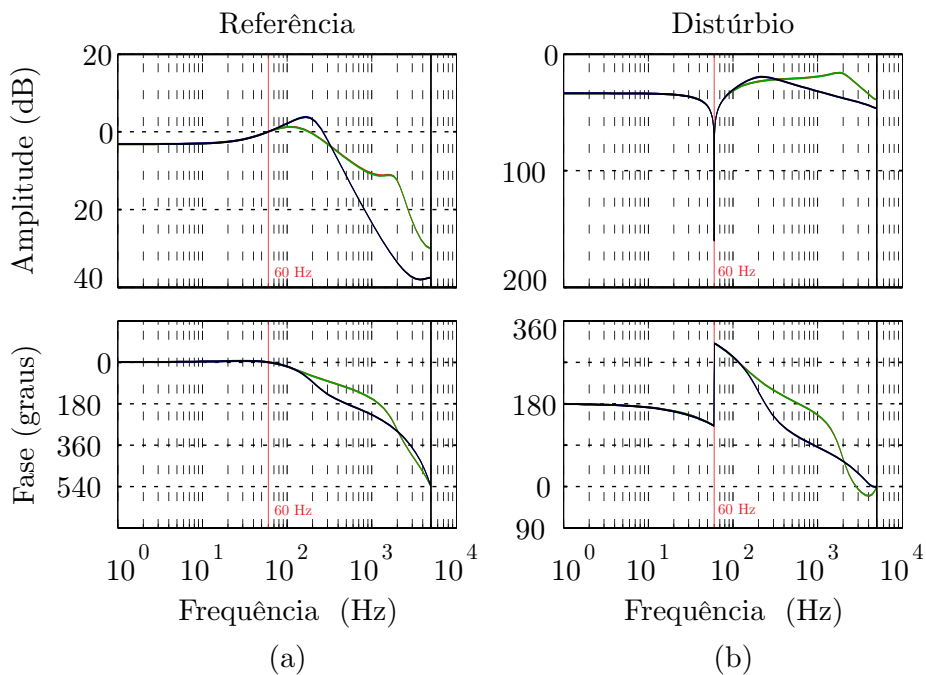 Referência
Distúrbio
Amplitude (dB)
20
0
20
40
60 Hz
0
100
200
60 Hz
Fase (graus)
0
180
360
540
60 Hz
360
180
0
90
60 Hz
10^0 10^1 10^2 10^3 10^4
10^0 10^1 10^2 10^3 10^4
Frequência (Hz)
Frequência (Hz)
(a)
(b)